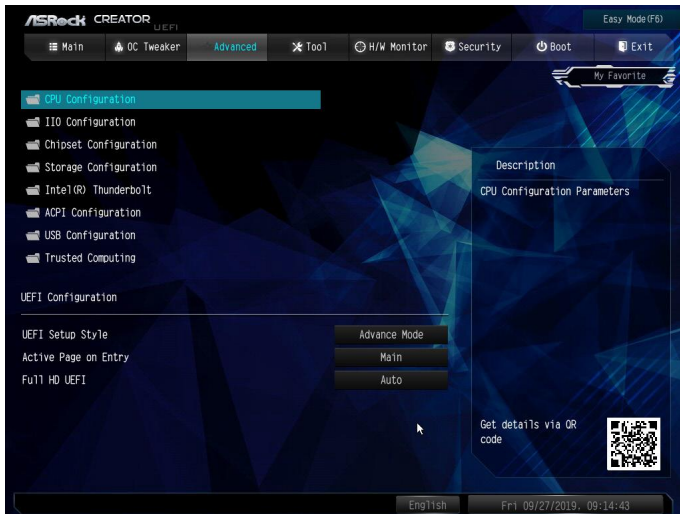 ASRock CREATOR UEFI
Easy Mode(F6)
Main OC Tweaker Advanced Tool H/W Monitor Security Boot Exit
My Favorite
CPU Configuration
IIO Configuration
Chipset Configuration
Storage Configuration
Intel(R) Thunderbolt
ACPI Configuration
USB Configuration
Trusted Computing
UEFI Configuration
UEFI Setup Style Advance Mode
Active Page on Entry Main
Full HD UEFI Auto
Description
CPU Configuration Parameters
Get details via QR
code
English
Fri 09/27/2019. 09:14:43